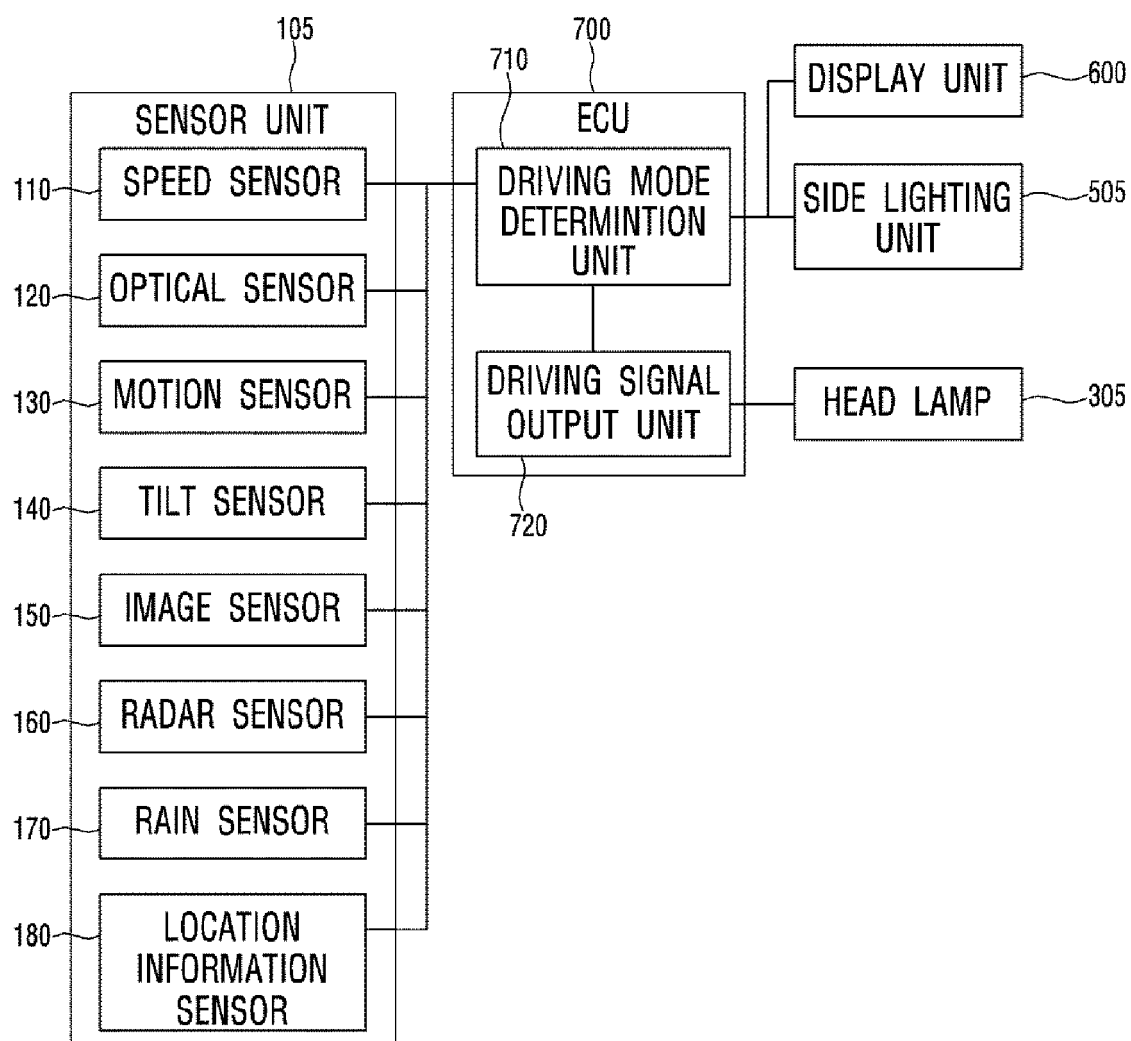 105
SENSOR UNIT
110
SPEED SENSOR
120
OPTICAL SENSOR
130
MOTION SENSOR
140
TILT SENSOR
150
IMAGE SENSOR
160
RADAR SENSOR
170
RAIN SENSOR
180
LOCATION
INFORMATION
SENSOR
700
710
ECU
DRIVING MODE
DETERMINTION
UNIT
DRIVING SIGNAL
OUTPUT UNIT
720
DISPLAY UNIT
600
SIDE LIGHTING
UNIT
505
HEAD LAMP
305